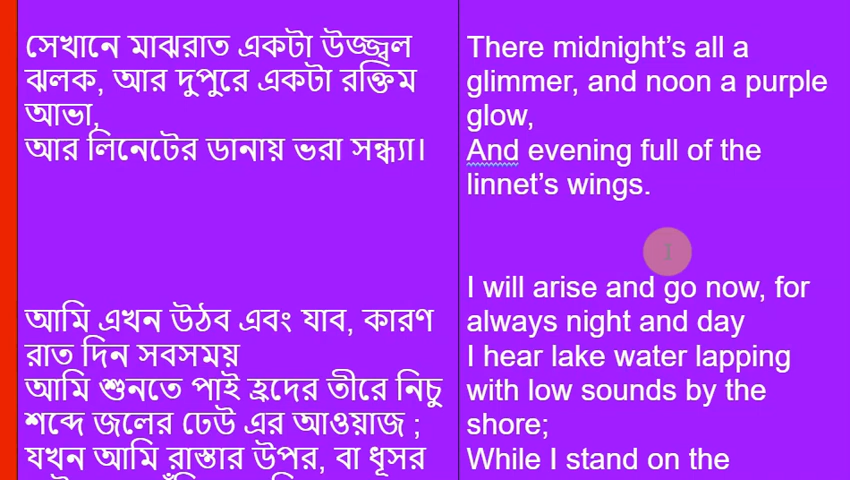 সেখানে মাঝরাত একটা উজ্জ্বল
ঝলক, আর দুপুরে একটা রক্তিম
আভা,
আর লিনেটের ডানায় ভরা সন্ধ্যা।
আমি এখন উঠব এবং যাব, কারণ
রাত দিন সবসময়
আমি শুনতে পাই হ্রদের তীরে নিচু
শব্দে জলের ঢেউ এর আওয়াজ ;
যখন আমি রাস্তার উপর, বা ধূসর
There midnight’s all a
glimmer, and noon a purple
glow,
And evening full of the
linnet’s wings.
I will arise and go now, for
always night and day
I hear lake water lapping
with low sounds by the
shore;
While I stand on the